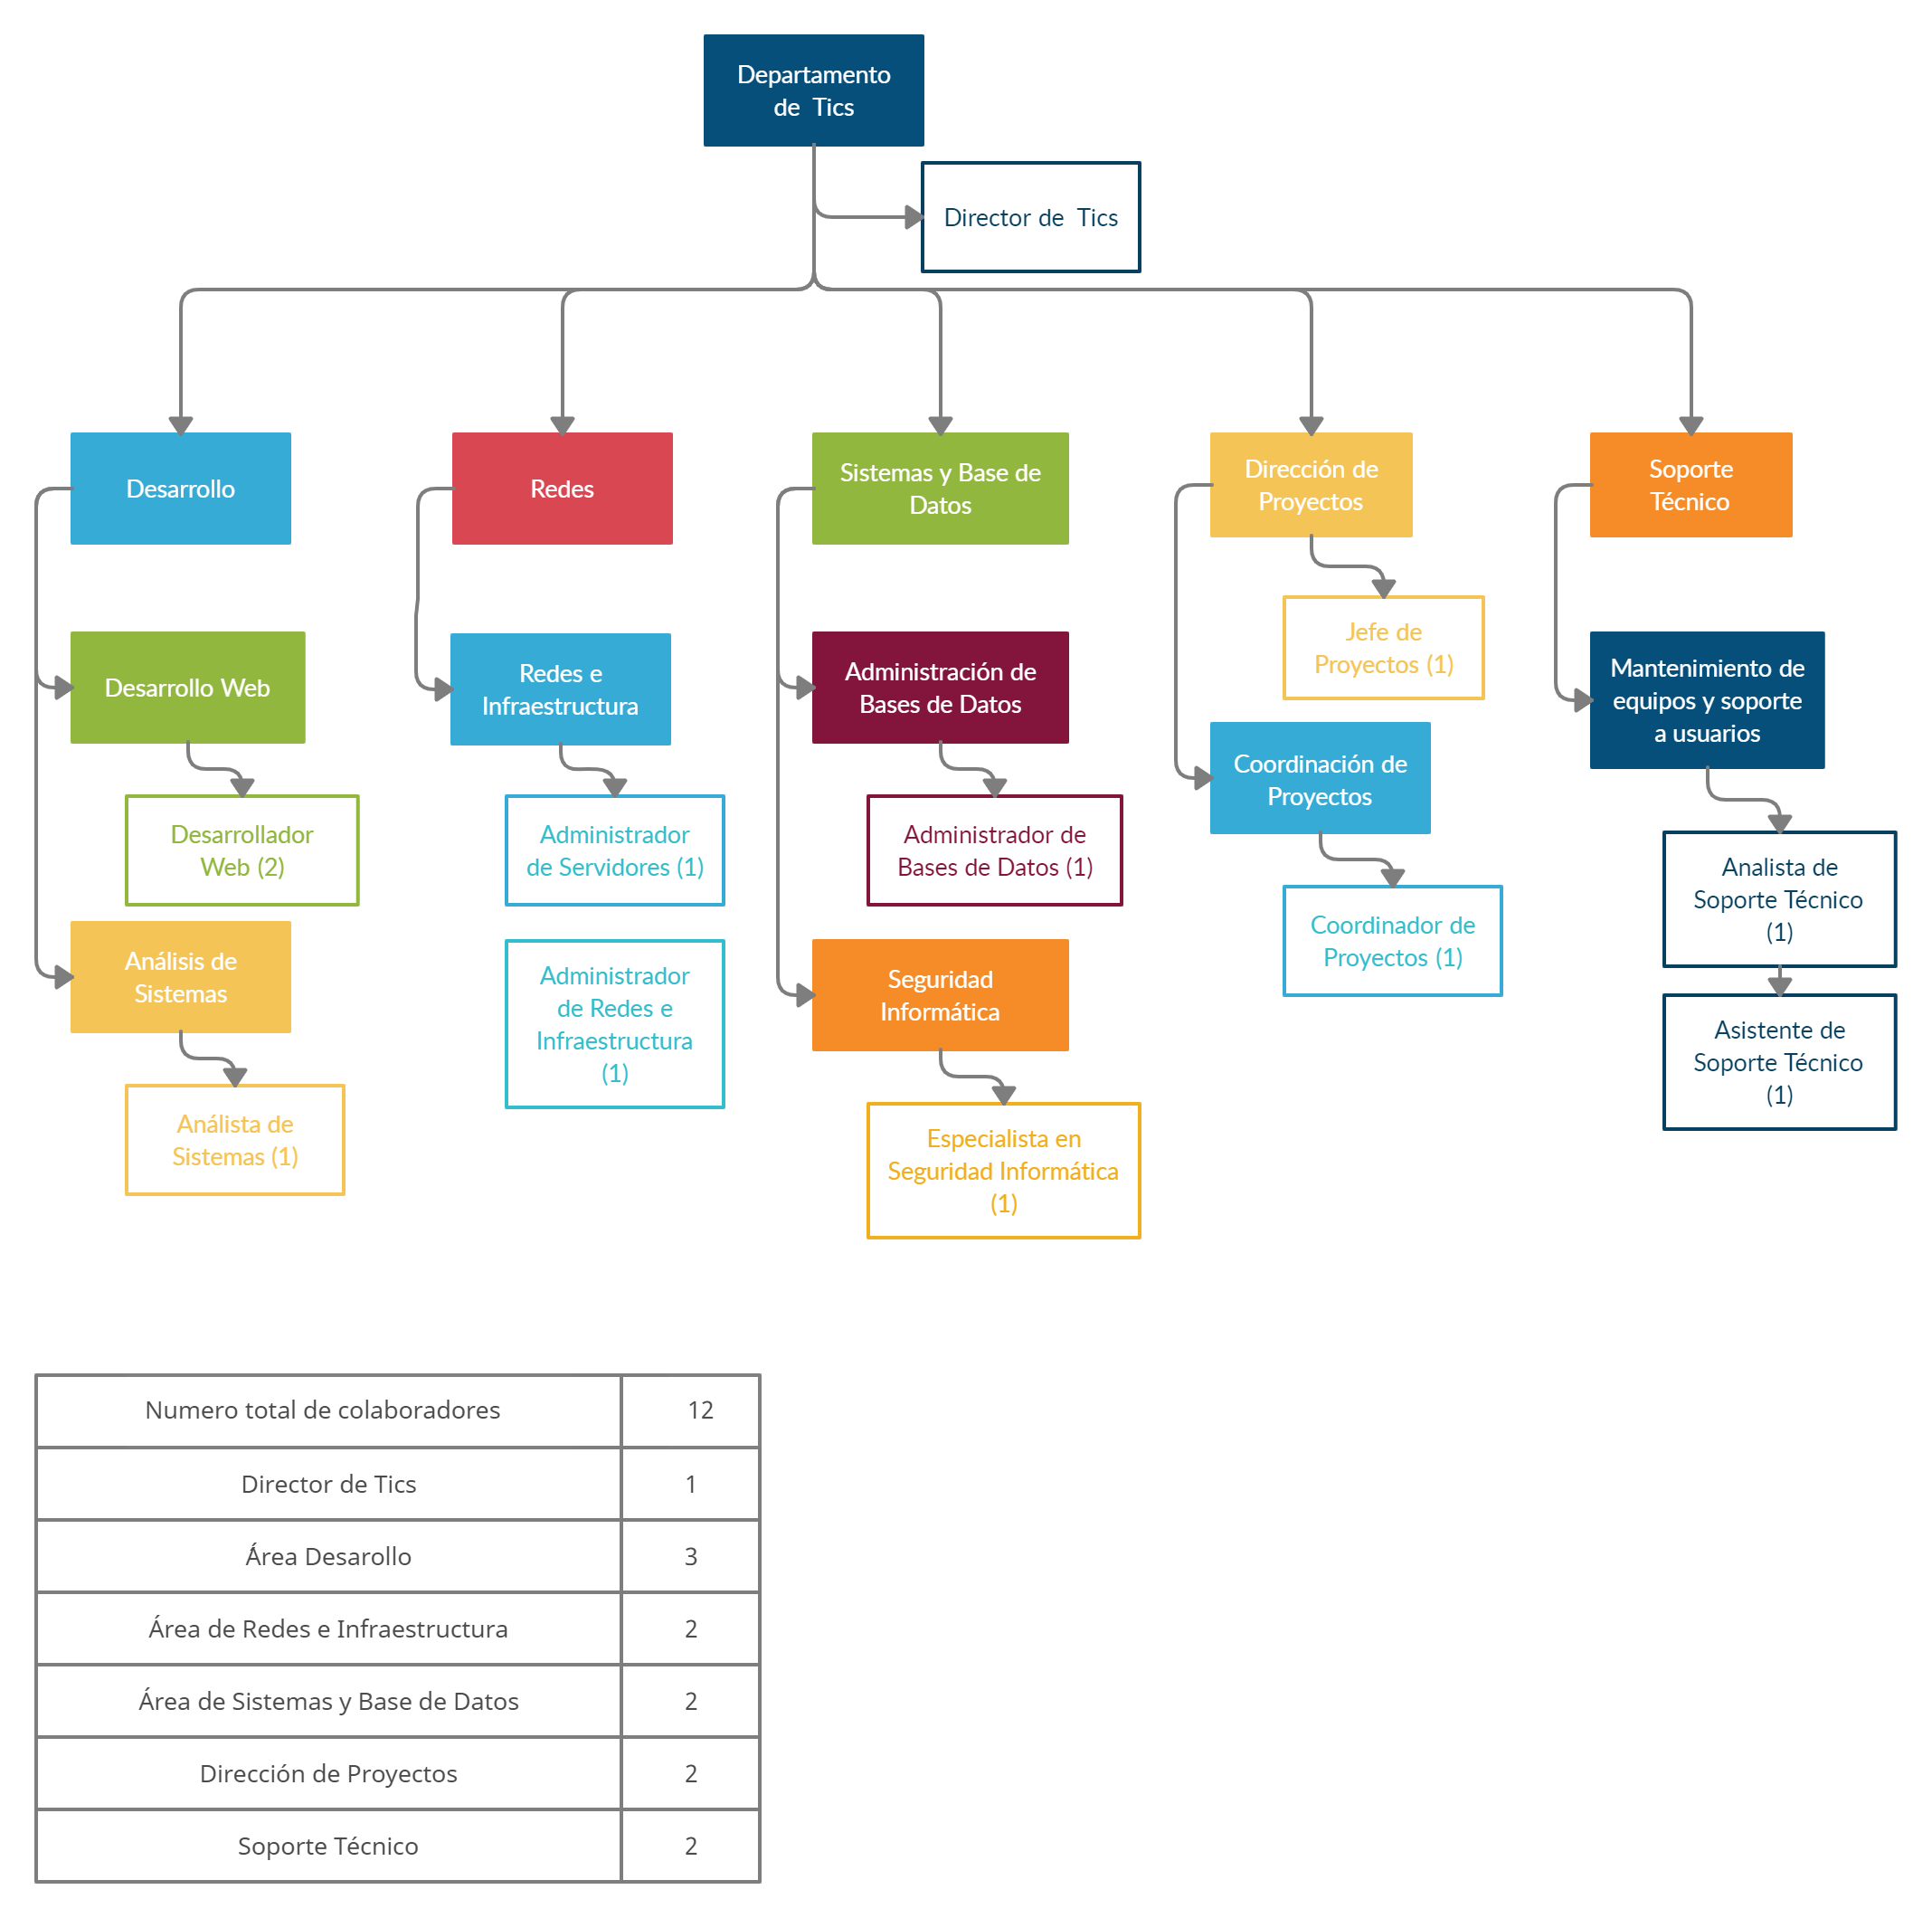 Departamento
de Tics
Director de Tics
Desarrollo
Redes
Sistemas y Base de
Datos
Dirección de
Proyectos
Soporte
Técnico
Desarrollo Web
Redes e
Infraestructura
Administración de
Bases de Datos
Jefe de
Proyectos (1)
Mantenimiento de
equipos y soporte
a usuarios
Coordinación de
Proyectos
Desarrollador
Web (2)
Administrador
de Servidores (1)
Administrador de
Bases de Datos (1)
Analista de
Soporte Técnico
(1)
Coordinador de
Proyectos (1)
Análisis de
Sistemas
Administrador
de Redes e
Infraestructura
(1)
Seguridad
Informática
Asistente de
Soporte Técnico
(1)
Análista de
Sistemas (1)
Especialista en
Seguridad Informática
(1)
Numero total de colaboradores 12
Director de Tics 1
Área Desarollo 3
Área de Redes e Infraestructura 2
Área de Sistemas y Base de Datos 2
Dirección de Proyectos 2
Soporte Técnico 2